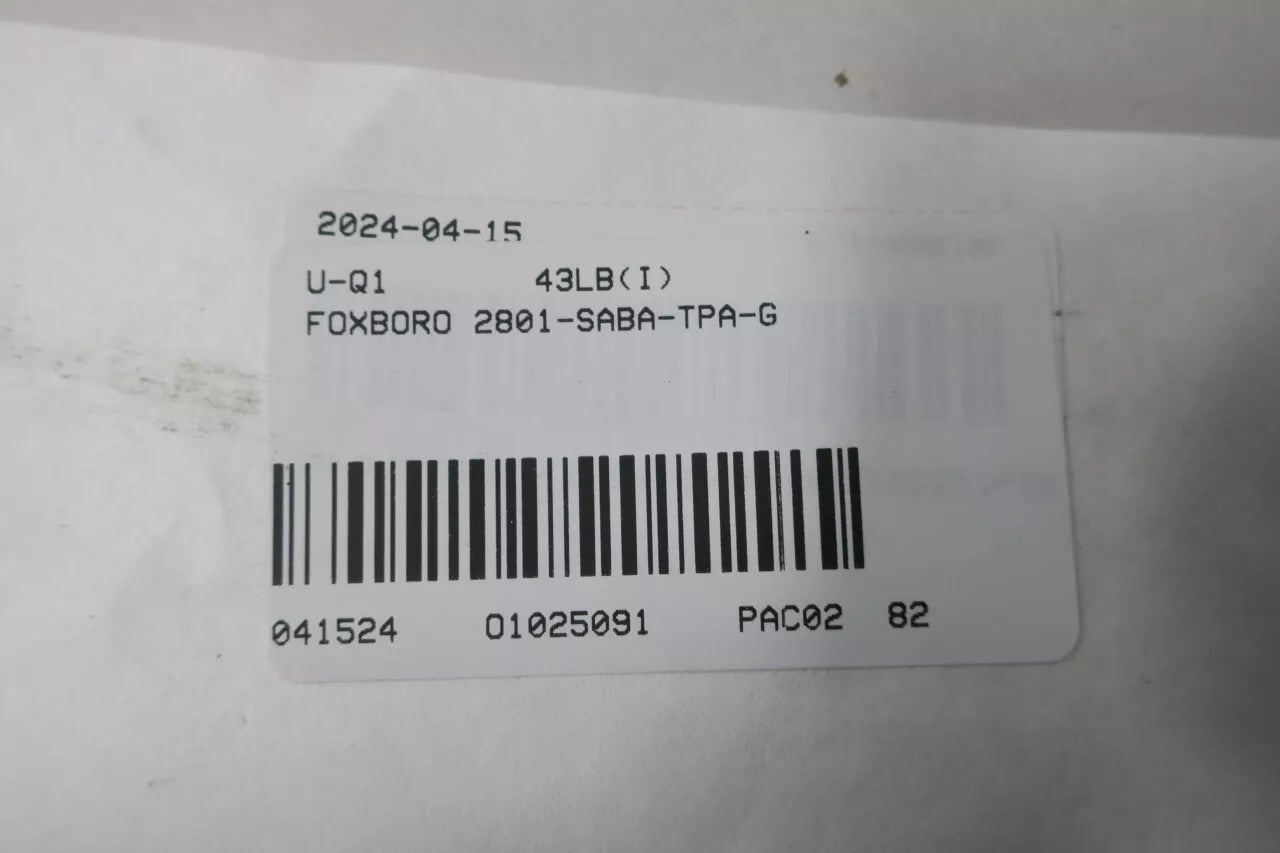 2024-04-15
U-Q1 43LB(I)
FOXBORO 2801-SABA-TPA-G
041524 01025091 PAC02 82